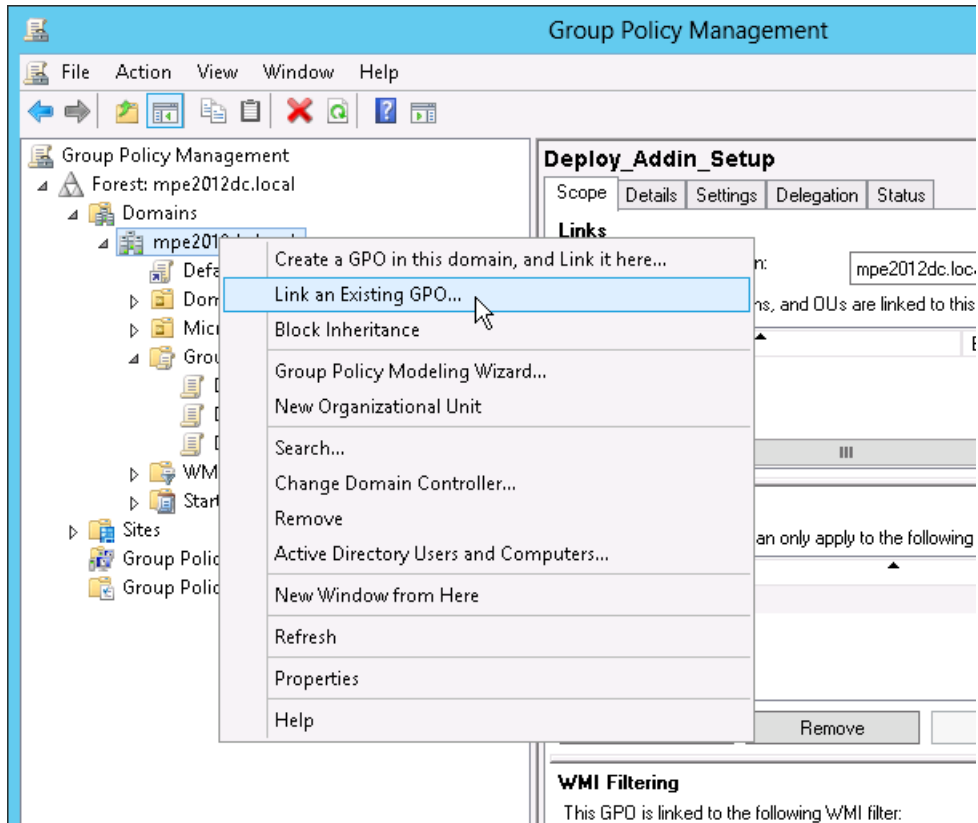 Group Policy Management
File Action View Window Help
Group Policy Management
Forest: mpe2012dc.local
Domains
Sites
Deploy_Addin_Setup
Scope Details Settings Delegation Status
Links
Create a GPO in this domain, and Link it here...
Link an Existing GPO...
Block Inheritance
Group Policy Modeling Wizard...
New Organizational Unit
Search...
Change Domain Controller...
Remove
Active Directory Users and Computers...
New Window from Here
Refresh
Properties
Help
and OUs are linked to this
only apply to the following
Remove
WMI Filtering
This GPO is linked to the following WMI filter: